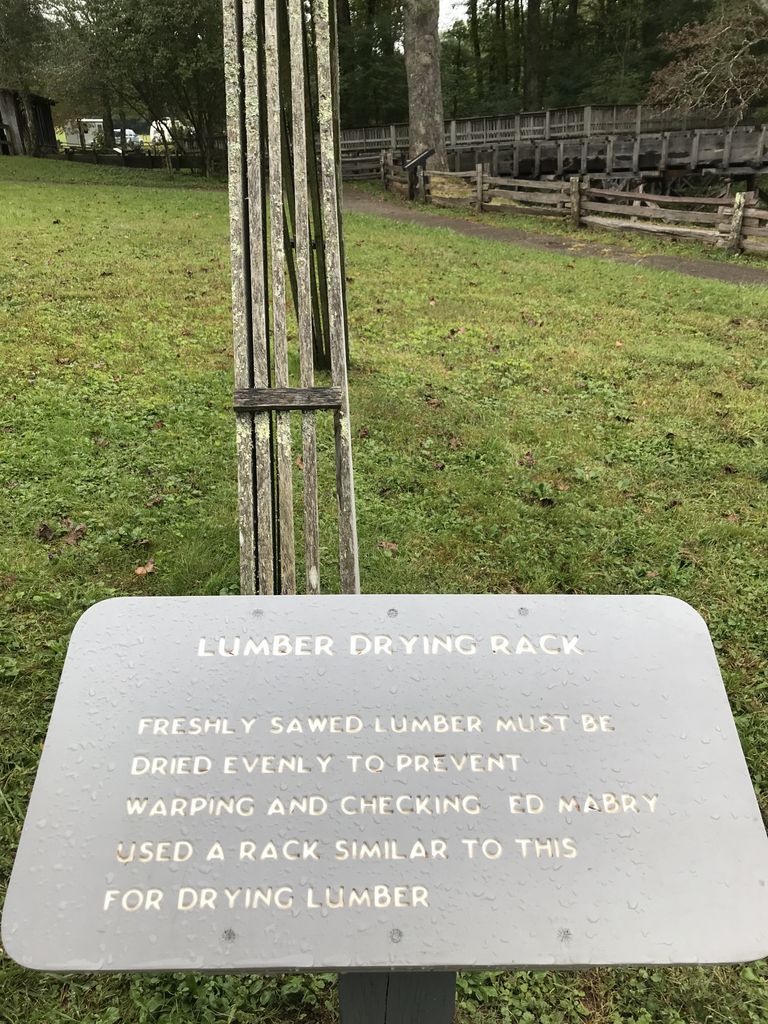 LUMBER DRYING RACK
FRESHLY SAWED LUMBER MUST BE
DRIED EVENLY TO PREVENT
WARPING AND CHECKING ED MABRY
USED A RACK SIMILAR TO THIS
FOR DRYING LUMBER